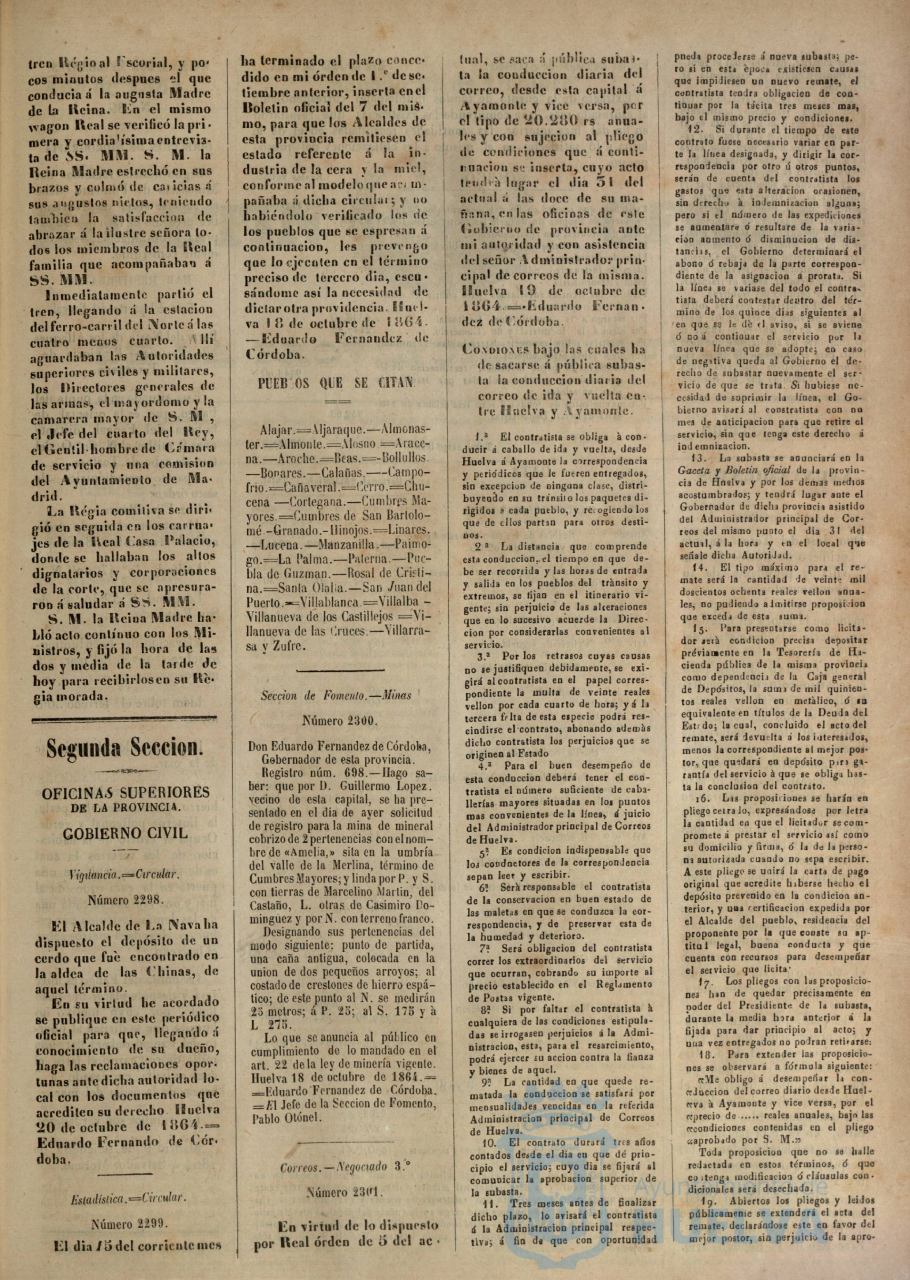 tren Régio al Escorial, y po-
cos minutos despues el que
conducia á la augusta Madre
de la Reina. En el mismo
wagon Real se verificó la pri-
mera y cordialísima entrevis-
ta de SS. MM. S. M. la
Reina Madre estrechó en sus
brazos y colmó de caricias á
sus augustos nietos, teniendo
tambien la satisfaccion de
abrazar á la ilustre señora to-
dos los miembros de la Real
familia que acompañaban á
SS. MM.
Inmediatamente partió el
tren, llegando á la estacion
del ferro-carril del Norte á las
cuatro menos cuarto. Allí
aguardaban las Autoridades
superiores civiles y militares,
los Directores generales de
las armas, el mayordomo y la
camarera mayor de S. M ,
el Jefe del cuarto del Rey,
el Gentil-hombre de Cámara
de servicio y una comision
del Ayuntamiento de Ma-
drid.
La Régia comitiva se diri-
gió en seguida en los carrua-
jes de la Real Casa Palacio,
donde se hallaban los altos
dignatarios y corporaciones
de la corte, que se apresura-
ron á saludar á SS. MM.
S. M. la Reina Madre ha-
bló acto contínuo con los Mi-
nistros, y fijó la hora de las
dos y media de la tarde de
hoy para recibirlos en su Ré-
gia morada.
Segunda Seccion.
OFICINAS SUPERIORES
DE LA PROVINCIA.
GOBIERNO CIVIL
Vigilancia.=Circular.
Número 2298.
El Alcalde de La Nava ha
dispuesto el depósito de un
cerdo que fuè encontrado en
la aldea de las Chinas, de
aquel término.
En su virtud he acordado
se publique en este periódico
oficial para que, llegando á
conocimiento de su dueño,
haga las reclamaciones opor-
tunas ante dicha autoridad lo-
cal con los documentos que
acrediten su derecho Huelva
20 de octubre de 1864.=
Eduardo Fernando de Cór-
doba.
Estadística.=Circular.
Número 2299.
El dia 15 del corriente mes
ha terminado el plazo conce-
dido en mi órden de 1.º de se-
tiembre anterior, inserta en el
Boletin oficial del 7 del mis-
mo, para que los Alcaldes de
esta provincia remitiesen el
estado referente á la in-
dustria de la cera y la miel,
conforme al modelo que acom-
pañaba á dicha circular; y no
habiéndolo verificado los de
los pueblos que se espresan á
continuacion, les prevengo
que lo ejecuten en el término
preciso de tercero dia, escu-
sándome así la necesidad de
dictar otra providencia. Huel-
va 18 de octubre de 1864.
—Eduardo Fernandez de
Córdoba.
PUEB OS QUE SE CITAN
Alajar.=Aljaraque.—Almonas-
ter.=Almonte.=Alosno =Arace-
na.—Aroche.=Beas.=—Bollullos.
—Bonares.—Calañas.—Campo-
frio.=Cañaveral.=Cerro.=Chu-
cena —Cortegana.—Cumbres Ma-
yores.=Cumbres de San Bartolo-
mé.-Granado.-Hinojos.=Linares.
—Lucena.—Manzanilla.—Paimo-
go.=La Palma.—Paterna.—Pue-
bla de Guzman.—Rosal de Cristi-
na.=Santa Olalla.—San Juan del
Puerto.=Villablanca.=Villalba -
Villanueva de los Castillejos =Vi-
llanueva de las Cruces.—Villarra-
sa y Zufre.
Seccion de Fomento.—Minas
Número 2300.
Don Eduardo Fernandez de Córdoba,
Gobernador de esta provincia.
Registro núm. 698.—Hago sa-
ber: que por D. Guillermo Lopez,
vecino de esta capital, se ha pre-
sentado en el dia de ayer solicitud
de registro para la mina de mineral
cobrizo de 2 pertenencias con el nom-
bre de «Amelia,» sita en la umbría
del valle de la Merlina, término de
Cumbres Mayores; y linda por P. y S.
con tierras de Marcelino Martin, del
Castaño, L. otras de Casimiro Do-
minguez y por N. con terreno franco.
Designando sus pertenencias del
modo siguiente: punto de partida,
una caña antigua, colocada en la
union de dos pequeños arroyos; al
costado de crestones de hierro espá-
tico; de este punto al N. se medirán
25 metros; á P. 25; al S. 175 y à
L 275.
Lo que se anuncia al público en
cumplimiento de lo mandado en el
art. 22 de la ley de minería vigente.
Huelva 18 de octubre de 1864.=
=Eduardo Fernandez de Córdoba.
=El Jefe de la Seccion de Fomento,
Pablo Otónel.
Correos.—Negociado 3.º
Número 2301.
En virtud de lo dispuesto
por Real órden de 5 del ac-
tual, se saca á pública subas-
ta la conduccion diaria del
correo, desde esta capital á
Ayamonte y vice versa, por
el tipo de 20.280 rs anua-
les y con sujecion al pliego
de condiciones que á conti-
nuacion se inserta, cuyo acto
tendrá lugar el dia 31 del
actual á las doce de su ma-
ñana, en las oficinas de este
Gobierno de provincia ante
mi autoridad y con asistencia
del señor Administrador prin-
cipal de correos de la misma.
Huelva 19 de octubre de
1864.=Eduardo Fernan-
dez de Córdoba.
CONDIONES bajo las cuales ha
de sacarse á pública subas-
ta la conduccion diaria del
correo de ida y vuelta en-
tre Huelva y Ayamonte.
1.ª El contratista se obliga à con-
ducir á caballo de ida y vuelta, desde
Huelva á Ayamonte la correspondencia
y periódicos que le fueren entregados,
sin excepcion de ninguna clase, distri-
buyendo en su tránsito los paquetes di-
rigidos a cada pueblo, y recogiendo los
que de ellos partan para otros desti-
nos.
2 ª La distancia que comprende
esta conduccion, el tiempo en que de-
be ser recorrida y las horas de entrada
y salida en los pueblos del trànsito y
extremos, se fijan en el itinerario vi-
gente; sin perjuicio de las alteraciones
que en lo sucesivo acuerde la Direc-
cion por considerarlas convenientes al
servicio.
3.ª Por los retrasos cuyas causas
no se justifiquen debidamente, se exi-
girá al contratista en el papel corres-
pondiente la multa de veinte reales
vellon por cada cuarto de hora; y á la
tercera falta de esta especie podrá res-
cindirse el contrato, abonando ademàs
dicho contratista los perjuicios que se
originen al Estado
4.ª Para el buen desempeño de
esta conduccion deberá tener el con-
tratista el número suficiente de caba-
llerías mayores situadas en los puntos
mas convenientes de la línea, á juicio
del Administrador principal de Correos
de Huelva.
5.ª Es condicion indispensable que
los conductores de la correspondencia
sepan leer y escribir.
6.ª Serà responsable el contratista
de la conservacion en buen estado de
las maletas en que se conduzca la cor-
respondencia, y de preservar esta de
la humedad y deterioro.
7.ª Será obligacion del contratista
correr los extraordinarios del servicio
que ocurran, cobrando su importe al
precio establecido en el Reglamento
de Postas vigente.
8.ª Si por faltar el contratista à
cualquiera de las condiciones estipula-
das se irrogasen perjuicios á la Admi-
nistracion, esta, para el resarcimiento,
podrá ejercer su accion contra la fianza
y bienes de aquel.
9.ª La cantidad en que quede re-
matada la conduccion se satisfará por
mensualidades vencidas en la referida
Administracion principal de Correos
de Huelva.
10. El contrato durará tres años
contados desde el dia en que dé prin-
cipio el servicio; cuyo dia se fijará al
comunicar la aprobacion superior de
la subasta.
11. Tres meses antes de finalizar
dicho plazo, lo avisará el contratista
á la Administracion principal respec-
tiva; á fin de que con oportunidad
pueda procederse á nueva subasta; pe-
ro si en esta època existiesen causas
que impidiesen un nuevo remate, el
contratista tendra obligacion de con-
tinuar por la tácita tres meses mas,
bajo el mismo precio y condiciones.
12. Si durante el tiempo de este
contrato fuese necesario variar en par-
te la línea designada, y dirigir la cor-
respondencia por otro ú otros puntos,
serán de cuenta del contratista los
gastos que esta alteracion ocasionen,
sin derecho à indemnizacion alguna;
pero si el número de las expediciones
se aumentare ó resultare de la varia-
cion aumento ó disminucion de dis-
tancias, el Gobierno determinará el
abono ó rebaja de la parte correspon-
diente de la asignacion à prorata. Si
la línea se variase del todo el contra-
tista deberá contestar dentro del tér-
mino de los quince dias siguientes al
en que se le dè el aviso, si se aviene
ó no á continuar el servicio por la
nueva línea que se adopte; en caso
de negitiva queda al Gobierno el de-
recho de subastar nuevamente el ser-
vicio de que se trata. Si hubiese ne-
cesidad de suprimir la línea, el Go-
bierno avisará al constratista con no
mes de anticipacion para que retire el
servicio, sin que tenga este derecho á
indemnizacion.
13. La subasta se anunciará en la
Gaceta y Boletin oficial de la provin-
cia de Huelva y por los demas medios
acostumbrados; y tendrá lugar ante el
Gobernador de dicha provincia asistido
del Administrador principal de Cor-
reos del mismo punto el dia 31 del
actual, á la hora y en el local que
señale dicha Autoridad.
14. El tipo máximo para el re-
mate será la cantidad de veinte mil
doscientos ochenta reales vellon anua-
les, no pudiendo admitirse proposicion
que exceda de esta suma.
15. Para presentarse como licita-
dor será condicion precisa depositar
préviamente en la Tesorería de Ha-
cienda pública de la misma provincia
como dependencia de la Caja general
de Depósitos, la suma de mil quinien-
tos reales vellon en metàlico, ó su
equivalente en títulos de la Deuda del
Estado; la cual, concluido el acto del
remate, será devuelta á los interesados,
menos la correspondiente al mejor pos-
tor, que quedará en depósito para ga-
rantía del servicio à que se obliga has-
ta la conclusion del contrato.
16. Las proposiciones se harán en
pliego cerrado, expresándose por letra
la cantidad en que el licitador se com-
promete á prestar el servicio así como
su domicilio y firma, ó la de la perso-
na autorizada cuando no sepa escribir.
A este pliego se unirá la carta de pago
original que acredite haberse hecho el
depósito prevenido en la condicion an-
terior, y una certificacion expedida por
el Alcalde del pueblo, residencia del
proponente por la que conste su ap-
titud legal, buena conducta y que
cuenta con recursos para desempeñar
el servicio que licita.
17. Los pliegos con las proposicio-
nes han de quedar precisamente en
poder del Presidente de la subasta,
durante la media hora anterior à la
fijada para dar principio al acto; y
una vez entregados no podran retirarse:
18. Para extender las proposicio-
nes se observará a fórmula siguiente:
«Me obligo á desempeñar la con-
«duccion del correo diario desde Huel-
«va à Ayamonte y vice versa, por el
«precio de ...... reales anuales, bajo las
«condiciones contenidas en el pliego
«aprobado por S. M.»
Toda proposicion que no se halle
redactada en estos términos, ó que
contenga modificacion ó cláusulas con-
dicionales será desechada.
19. Abiertos los pliegos y leidos
públicamente se extenderá el acta del
remate, declarándose este en favor del
mejor postor, sin perjuicio de la apro-